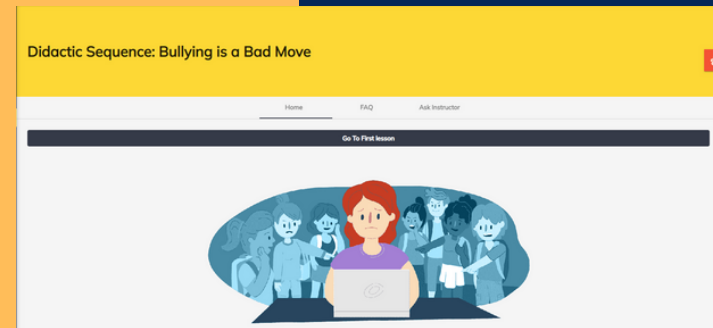 Didactic Sequence: Bullying is a Bad Move
Home FAQ Ask Instructor
Go To First lesson